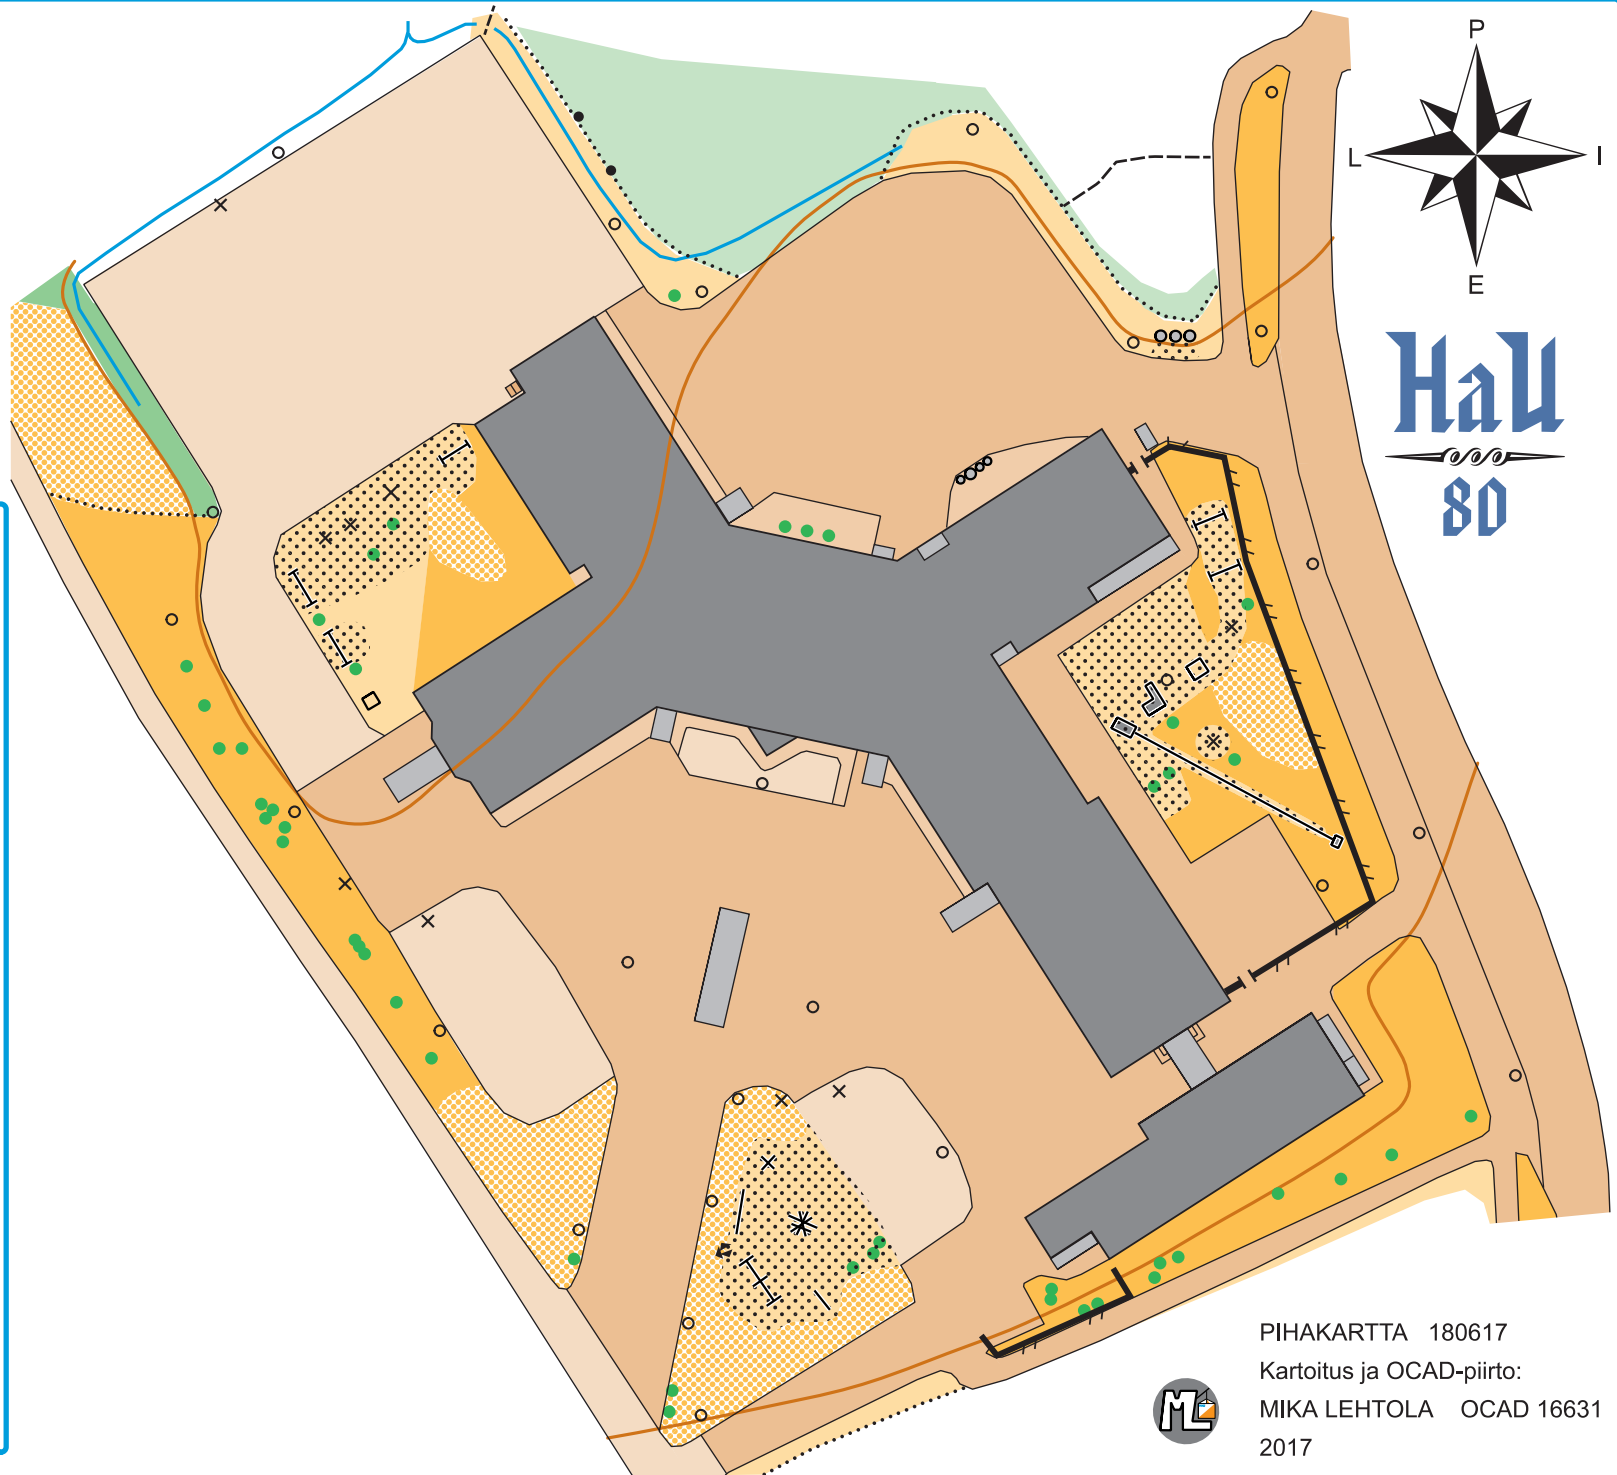 P
L I
E
HaU
80
PIHAKARTTA 180617
Kartoitus ja OCAD-piirto:
MIKA LEHTOLA OCAD 16631
ML
2017